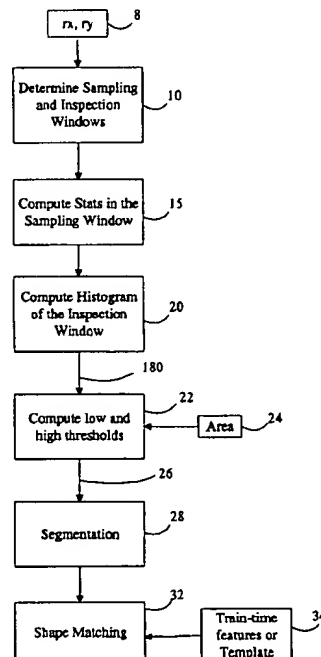 rx, ry
8
Determine Sampling
and Inspection
Windows
10
Compute Stats in the
Sampling Window
15
Compute Histogram
of the Inspection
Window
20
180
Compute low and
high thresholds
22
Area
24
26
Segmentation
28
Shape Matching
32
Train-time
features or
Template
34